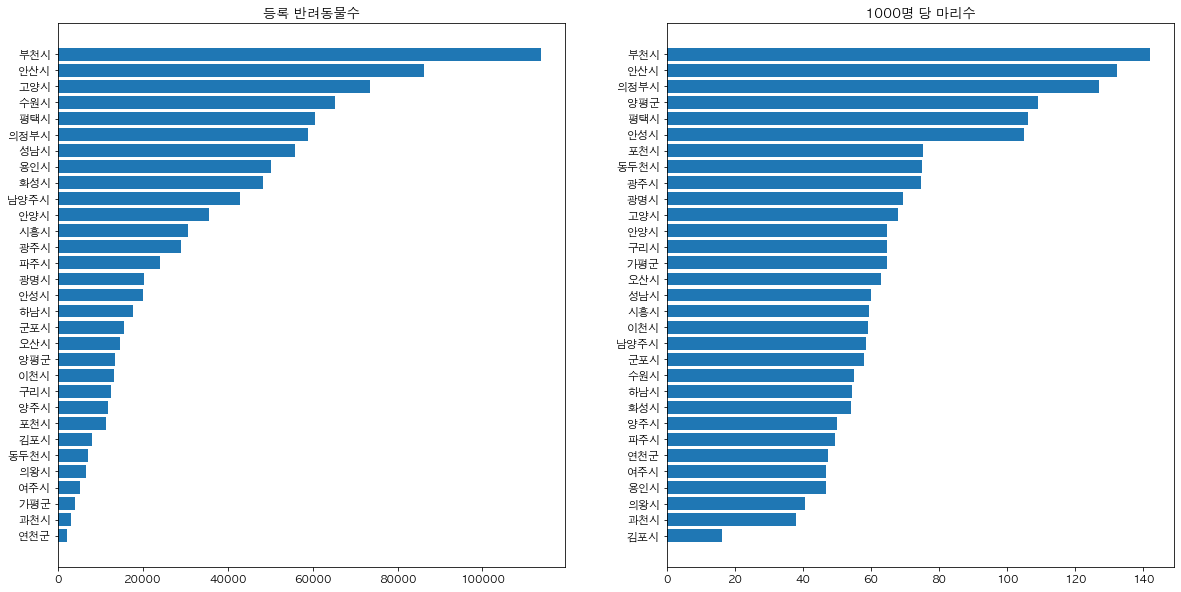 등록 반려동물수
부천시
안산시
고양시
수원시
평택시
의정부시
성남시
용인시
화성시
남양주시
안양시
시흥시
광주시
파주시
광명시
안성시
하남시
군포시
오산시
양평군
이천시
구리시
양주시
포천시
김포시
동두천시
의왕시
여주시
가평군
과천시
연천군
0 20000 40000 60000 80000 100000
1000명 당 마리수
부천시
안산시
의정부시
양평군
평택시
안성시
포천시
동두천시
광주시
광명시
고양시
안양시
구리시
가평군
오산시
성남시
시흥시
이천시
남양주시
군포시
수원시
하남시
화성시
양주시
파주시
연천군
여주시
용인시
의왕시
과천시
김포시
0 20 40 60 80 100 120 140